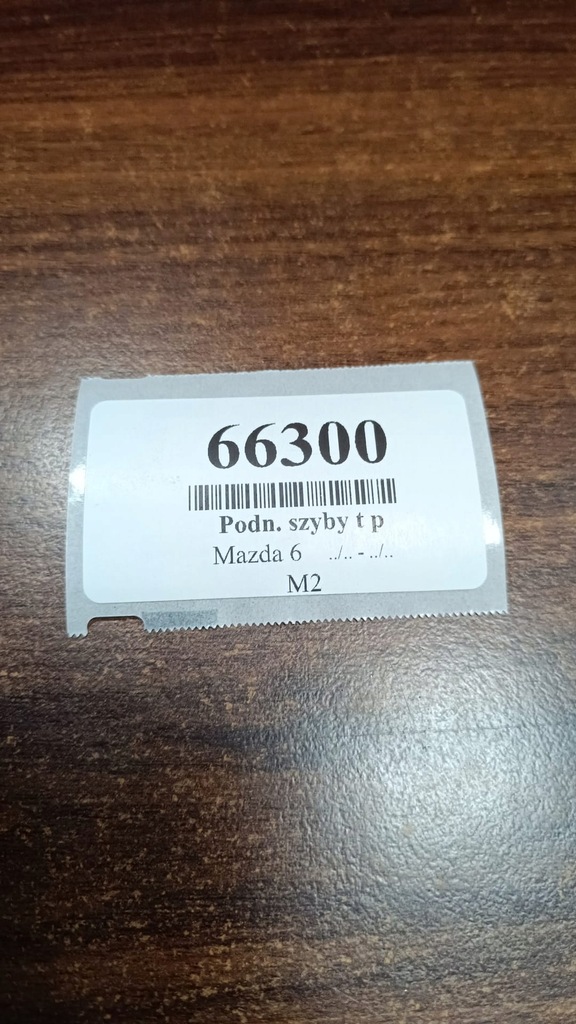 66300
Podn. szyby t p
Mazda 6 ../.. - ../..
M2